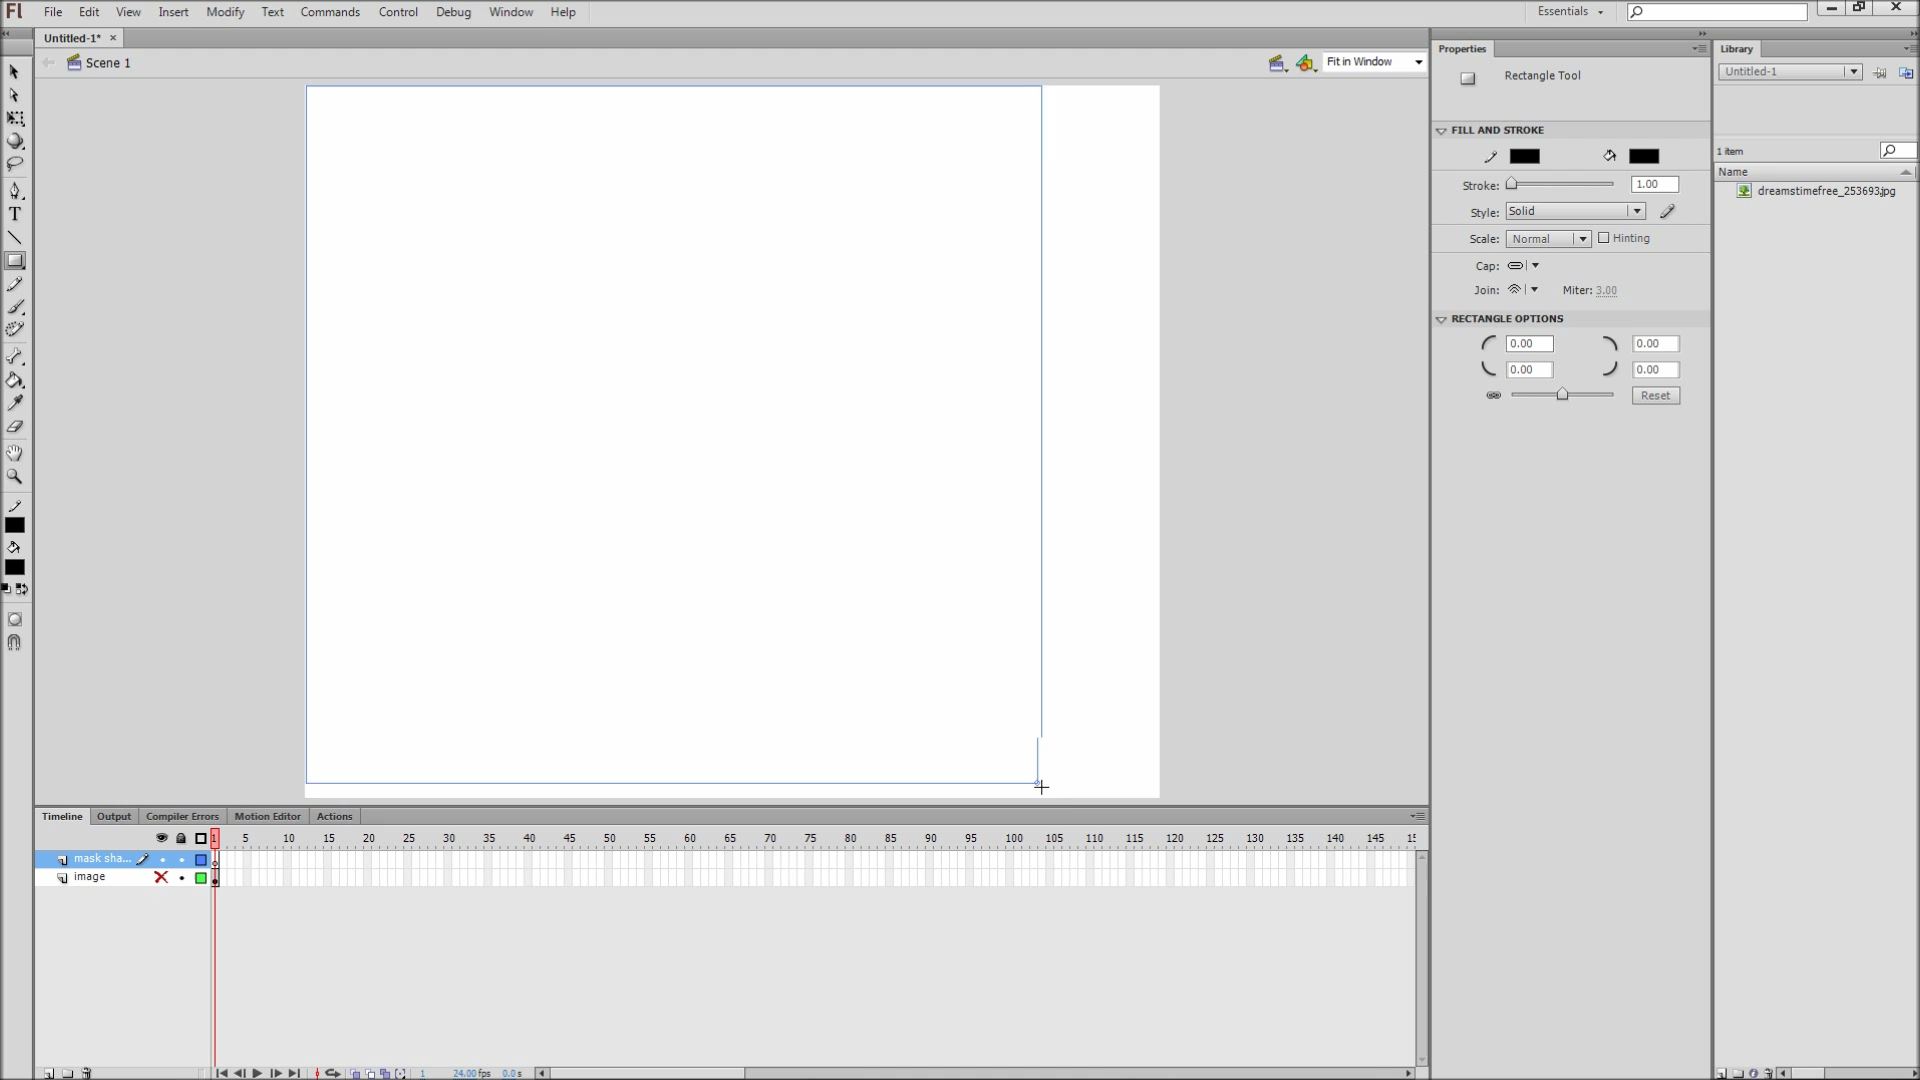 Fl File Edit View Insert Modify Text Commands Control Debug Window Help Essentials
Untitled-1* ×
Scene 1
Fit in Window
Properties
Rectangle Tool
FILL AND STROKE
Stroke: 1.00
Style: Solid
Scale: Normal Hinting
Cap:
Join: Miter: 3.00
RECTANGLE OPTIONS
0.00 0.00
0.00 0.00
Reset
Library
Untitled-1
1 item
Name
dreamstimefree_253693.jpg
Timeline Output Compiler Errors Motion Editor Actions
1 5 10 15 20 25 30 35 40 45 50 55 60 65 70 75 80 85 90 95 100 105 110 115 120 125 130 135 140 145
mask sha...
image
1 24.00 fps 0.0 s